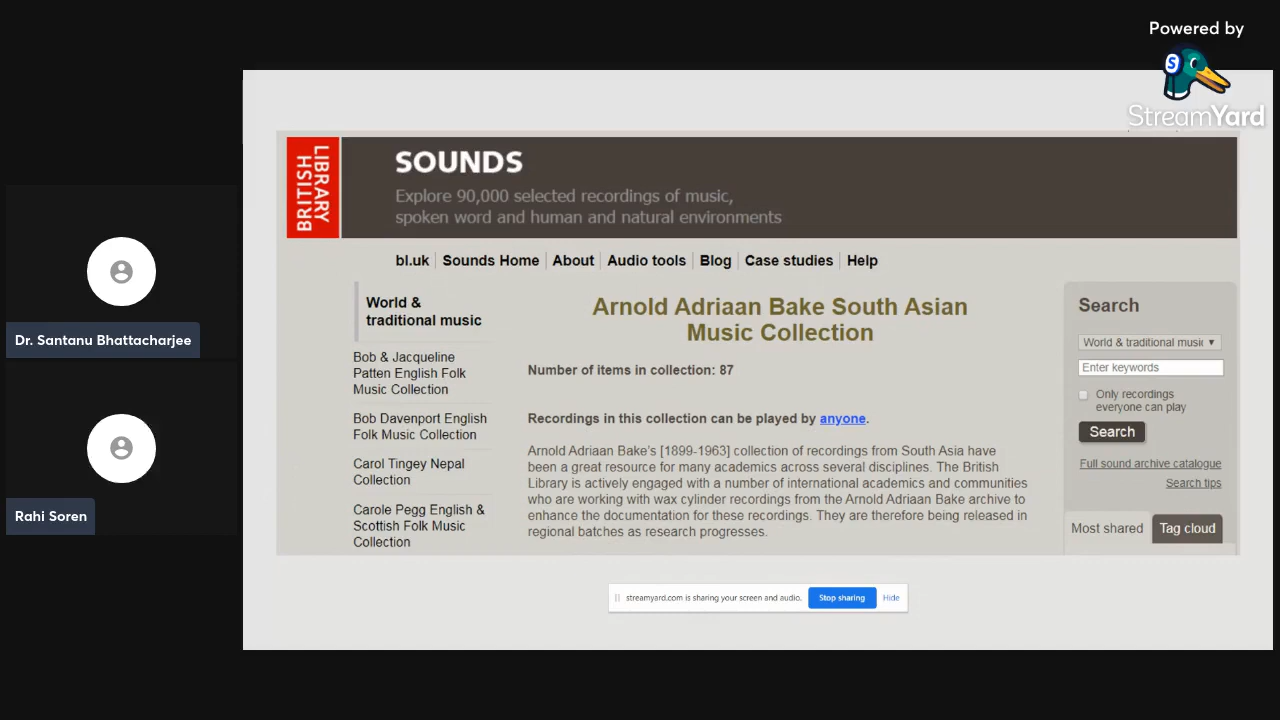 Powered by
StreamYard
Dr. Santanu Bhattacharjee
Rahi Soren
BRITISH
LIBRARY
SOUNDS
Explore 90,000 selected recordings of music,
spoken word and human and natural environments
bl.uk
Sounds Home
About
Audio tools
Blog
Case studies
Help
World &
traditional music
Bob & Jacqueline
Patten English Folk
Music Collection
Bob Davenport English
Folk Music Collection
Carol Tingey Nepal
Collection
Carole Pegg English &
Scottish Folk Music
Collection
Arnold Adriaan Bake South Asian
Music Collection
Number of items in collection: 87
Recordings in this collection can be played by anyone.
Arnold Adriaan Bake's [1899-1963] collection of recordings from South Asia have
been a great resource for many academics across several disciplines. The British
Library is actively engaged with a number of international academics and communities
who are working with wax cylinder recordings from the Arnold Adriaan Bake archive to
enhance the documentation for these recordings. They are therefore being released in
regional batches as research progresses.
Search
World & traditional music
Enter keywords
Only recordings
everyone can play
Search
Full sound archive catalogue
Search tips
Most shared
Tag cloud
streamyard.com is sharing your screen and audio.
Stop sharing
Hide